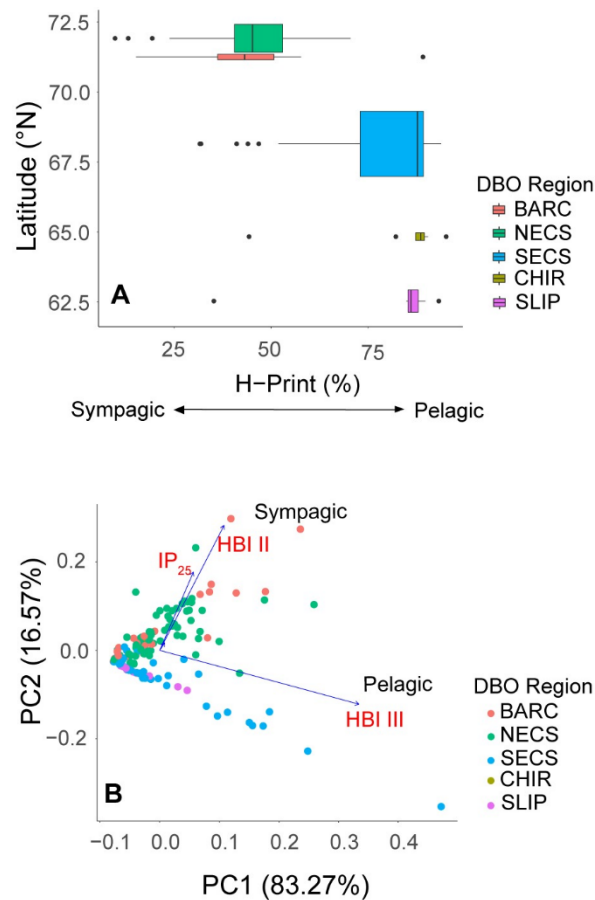 72.5
70.0
67.5
65.0
62.5
Latitude (°N)
A
25 50 75
H-Print (%)
Sympagic Pelagic
DBO Region
BARC
NECS
SECS
CHIR
SLIP
Sympagic
HBI II
IP25
Pelagic
HBI III
0.2
0.0
−0.2
PC2 (16.57%)
B
−0.1 0.0 0.1 0.2 0.3 0.4
PC1 (83.27%)
DBO Region
BARC
NECS
SECS
CHIR
SLIP